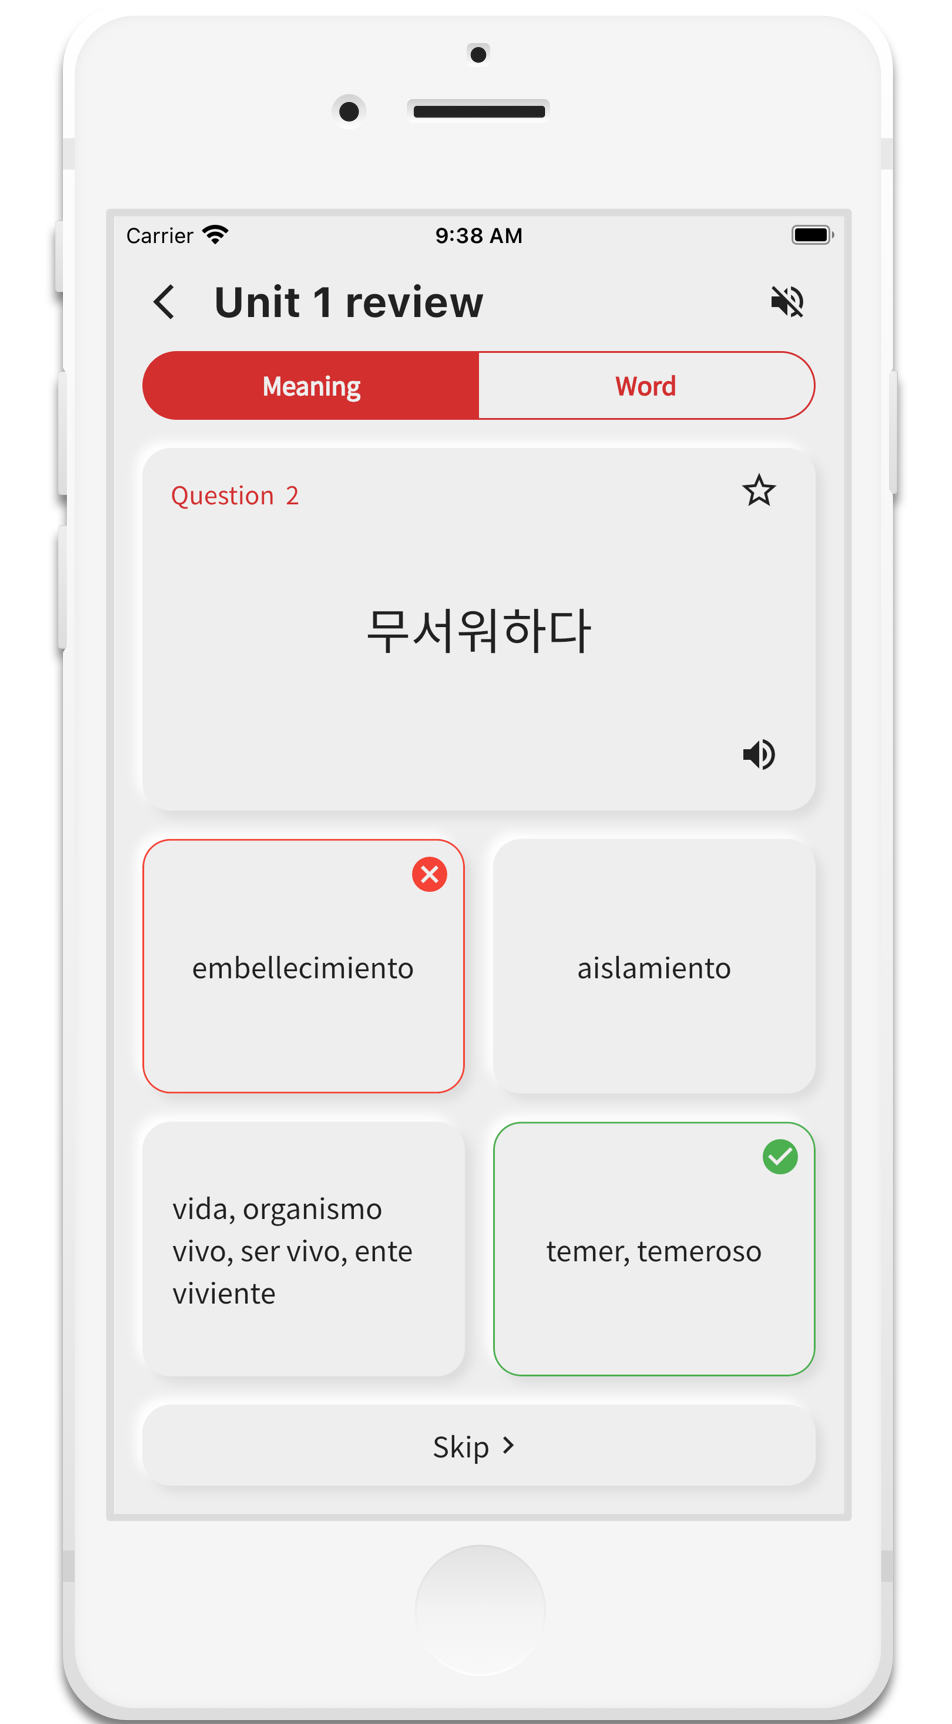 Carrier 9:38 AM
Unit 1 review
Meaning Word
Question 2
무서워하다
embellecimiento
aislamiento
vida, organismo
vivo, ser vivo, ente
viviente
temer, temeroso
Skip